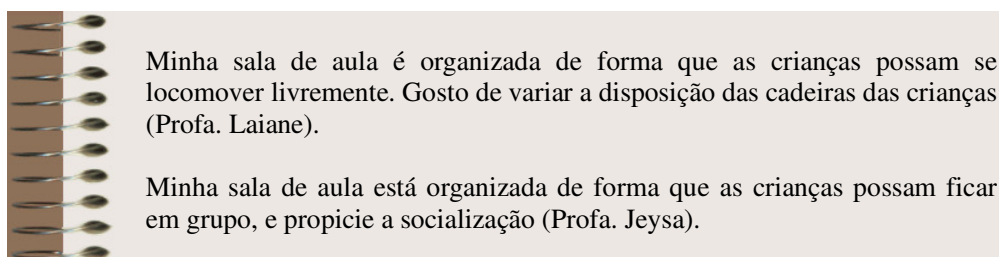 Minha sala de aula é organizada de forma que as crianças possam se
locomover livremente. Gosto de variar a disposição das cadeiras das crianças
(Profa. Laiane).
Minha sala de aula está organizada de forma que as crianças possam ficar
em grupo, e propicie a socialização (Profa. Jeysa).